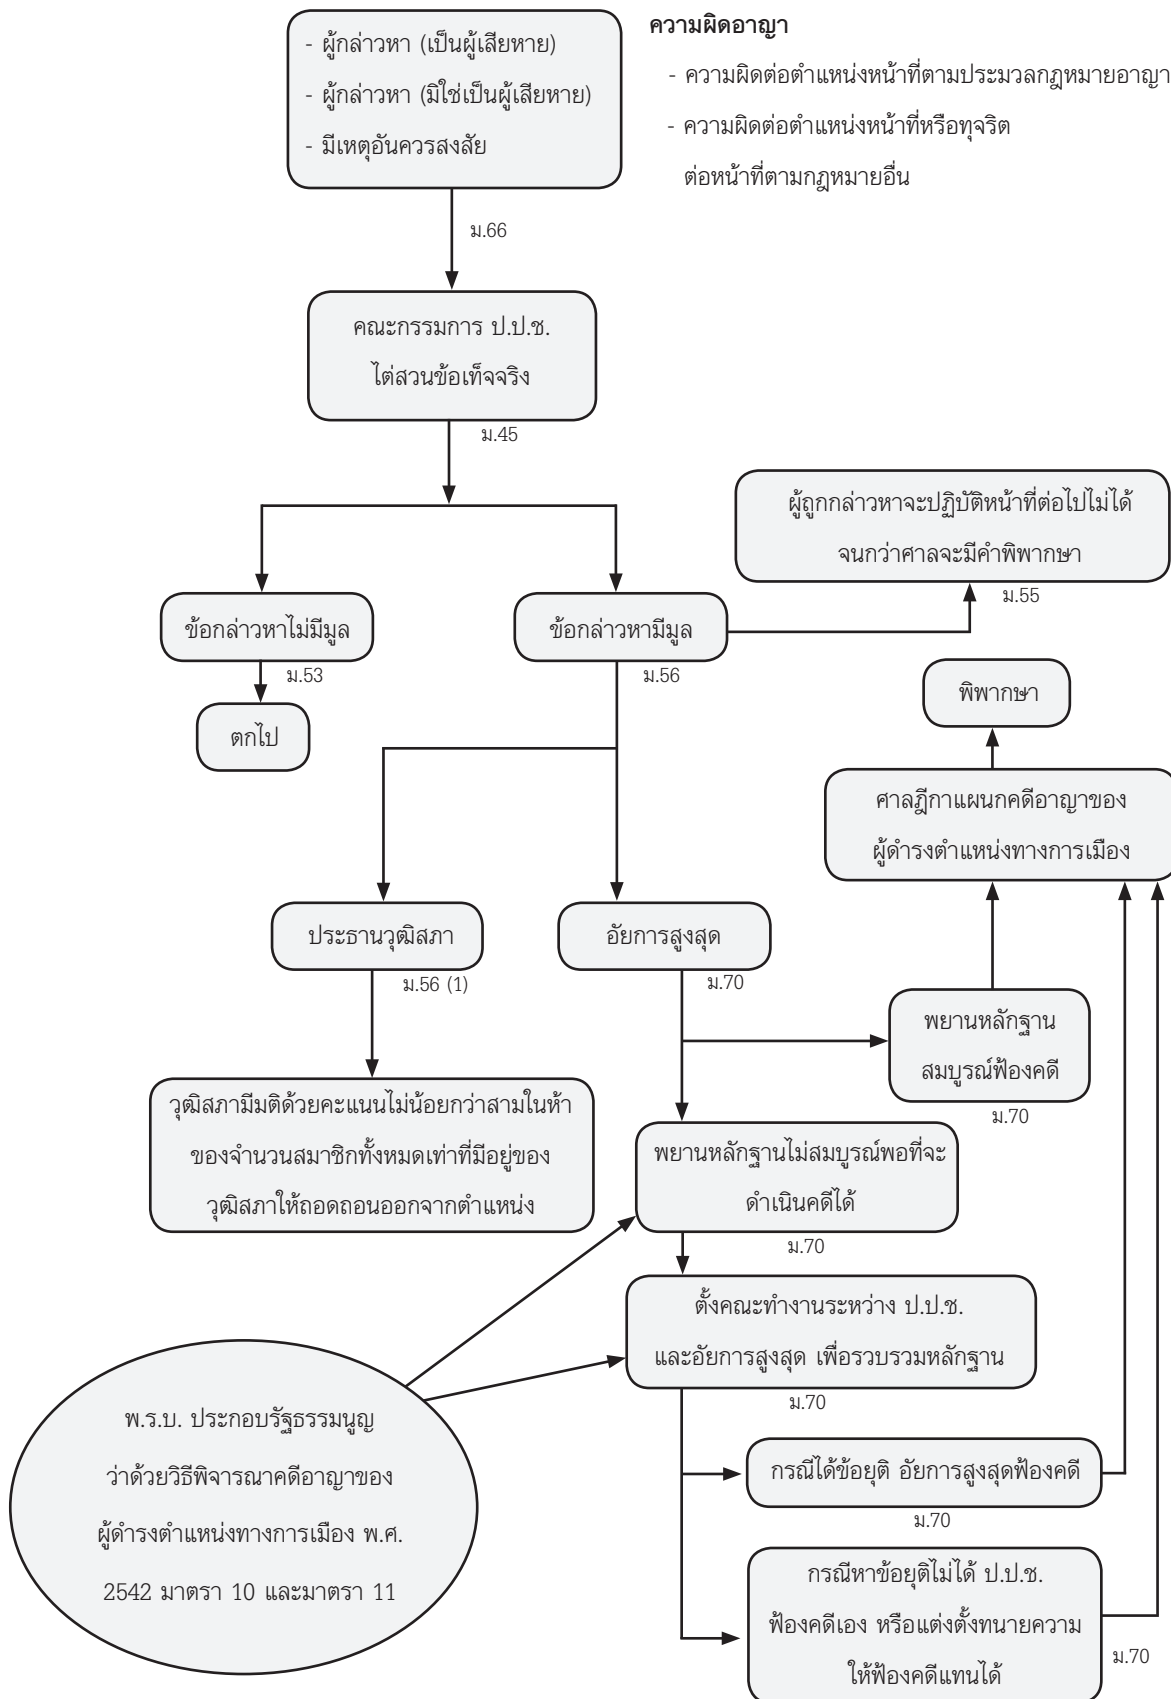 - ผู้กล่าวหา (เป็นผู้เสียหาย)
- ผู้กล่าวหา (มิใช่เป็นผู้เสียหาย)
- มีเหตุอันควรสงสัย
ความผิดอาญา
- ความผิดต่อตำแหน่งหน้าที่ตามประมวลกฎหมายอาญา
- ความผิดต่อตำแหน่งหน้าที่หรือทุจริต
ต่อหน้าที่ตามกฎหมายอื่น
ม.66
คณะกรรมการ ป.ป.ช.
ไต่สวนข้อเท็จจริง
ม.45
ผู้ถูกกล่าวหาจะปฏิบัติหน้าที่ต่อไปไม่ได้
จนกว่าศาลจะมีคำพิพากษา
ม.55
ข้อกล่าวหาไม่มีมูล
ม.53
ข้อกล่าวหามีมูล
ม.56
ตกไป
พิพากษา
ศาลฎีกาแผนกคดีอาญาของ
ผู้ดำรงตำแหน่งทางการเมือง
ประธานวุฒิสภา
ม.56 (1)
อัยการสูงสุด
ม.70
พยานหลักฐาน
สมบูรณ์ฟ้องคดี
ม.70
วุฒิสภามีมติด้วยคะแนนไม่น้อยกว่าสามในห้า
ของจำนวนสมาชิกทั้งหมดเท่าที่มีอยู่ของ
วุฒิสภาให้ถอดถอนออกจากตำแหน่ง
พยานหลักฐานไม่สมบูรณ์พอที่จะ
ดำเนินคดีได้
ม.70
ตั้งคณะทำงานระหว่าง ป.ป.ช.
และอัยการสูงสุด เพื่อรวบรวมหลักฐาน
ม.70
พ.ร.บ. ประกอบรัฐธรรมนูญ
ว่าด้วยวิธีพิจารณาคดีอาญาของ
ผู้ดำรงตำแหน่งทางการเมือง พ.ศ.
2542 มาตรา 10 และมาตรา 11
กรณีได้ข้อยุติ อัยการสูงสุดฟ้องคดี
ม.70
กรณีหาข้อยุติไม่ได้ ป.ป.ช.
ฟ้องคดีเอง หรือแต่งตั้งทนายความ
ให้ฟ้องคดีแทนได้
ม.70